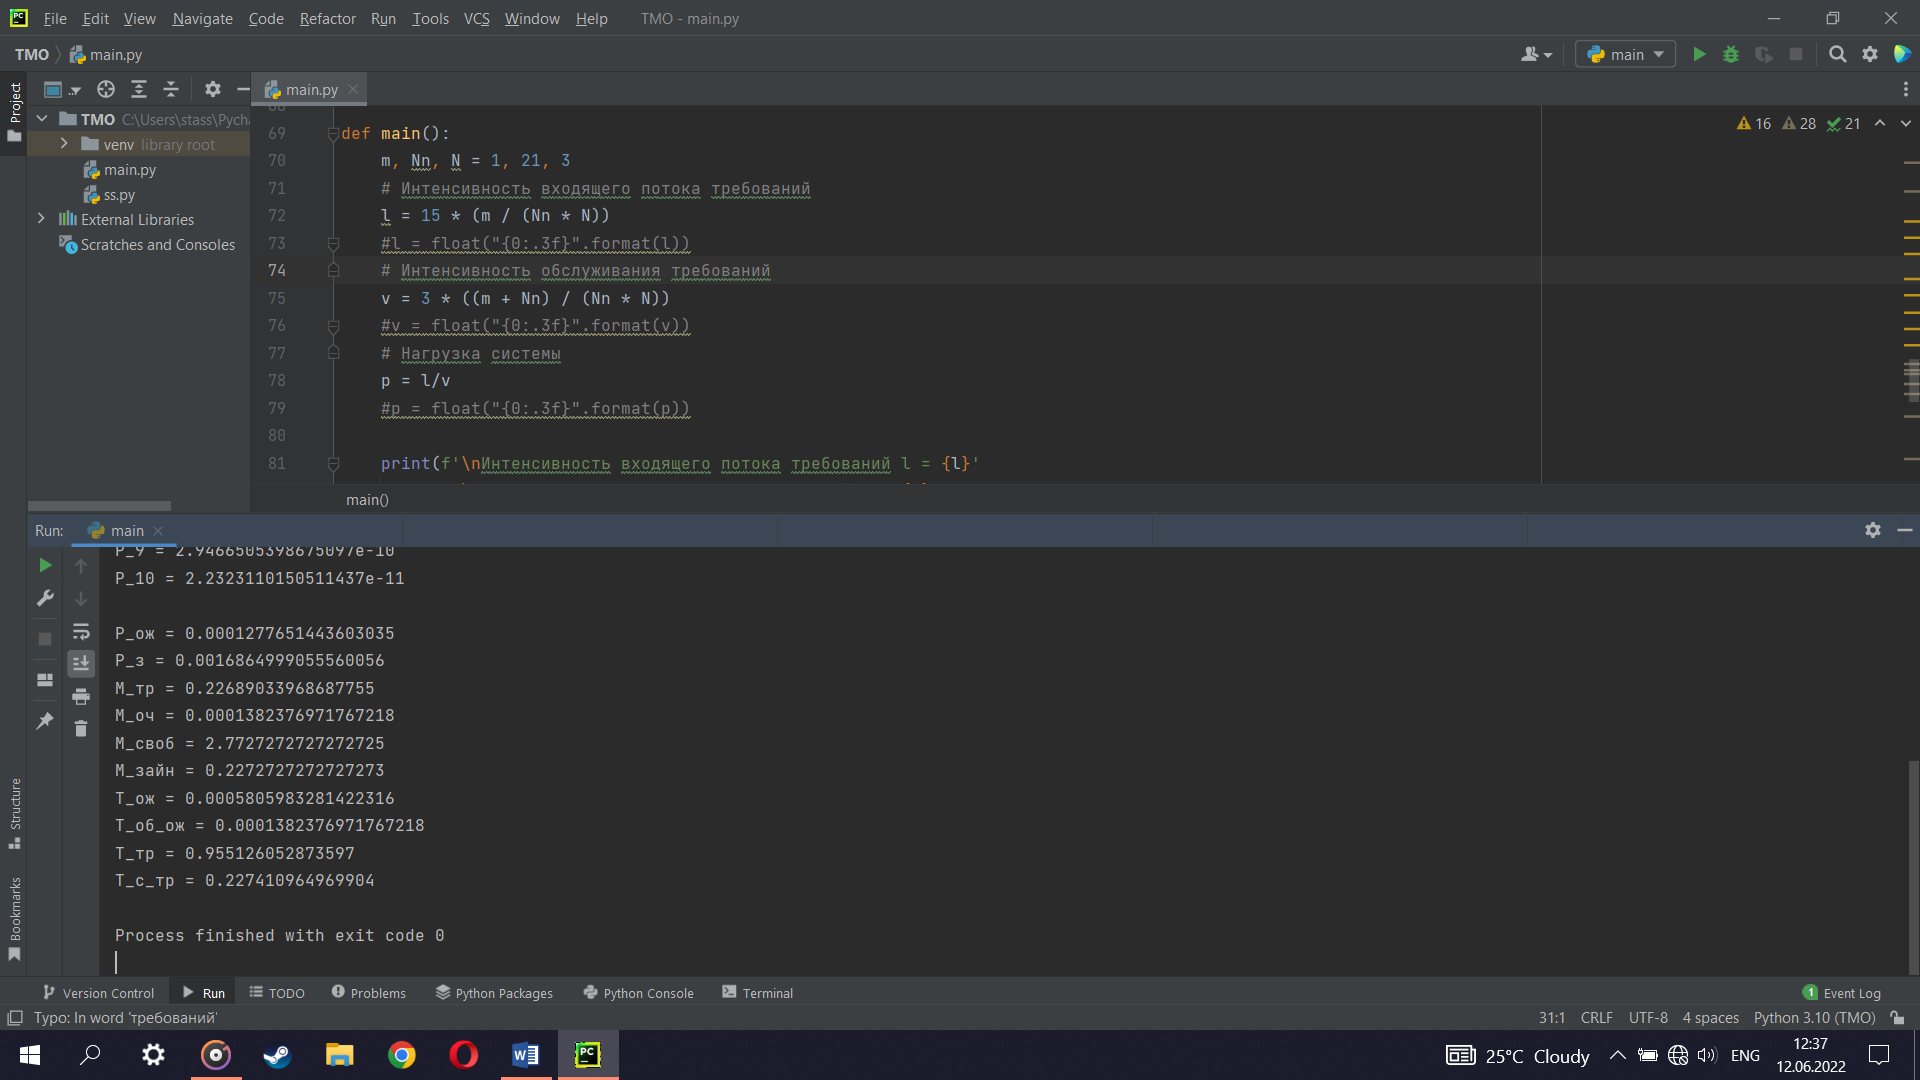 File Edit View Navigate Code Refactor Run Tools VCS Window Help TMO - main.py
TMO main.py
main
Project
main.py
TMO C:\Users\stass\Pycha
venv library root
main.py
ss.py
External Libraries
Scratches and Consoles
16 28 21
69 def main():
70 m, Nn, N = 1, 21, 3
71 # Интенсивность входящего потока требований
72 l = 15 * (m / (Nn * N))
73 #l = float("{0:.3f}".format(l))
74 # Интенсивность обслуживания требований
75 v = 3 * ((m + Nn) / (Nn * N))
76 #v = float("{0:.3f}".format(v))
77 # Нагрузка системы
78 p = l/v
79 #p = float("{0:.3f}".format(p))
80
81 print(f'\nИнтенсивность входящего потока требований l = {l}'
main()
Run: main
P_9 = 2.9466505398675097e-10
P_10 = 2.2323110150511437e-11
P_ож = 0.0001277651443603035
P_з = 0.0016864999055560056
M_тр = 0.22689033968687755
M_оч = 0.0001382376971767218
M_своб = 2.7727272727272725
M_зайн = 0.2272727272727273
T_ож = 0.0005805983281422316
T_об_ож = 0.0001382376971767218
T_тр = 0.955126052873597
T_с_тр = 0.227410964969904
Process finished with exit code 0
Structure
Bookmarks
Version Control Run TODO Problems Python Packages Python Console Terminal 1 Event Log
Typo: In word 'требований' 31:1 CRLF UTF-8 4 spaces Python 3.10 (TMO)
25°C Cloudy ENG 12:37
12.06.2022